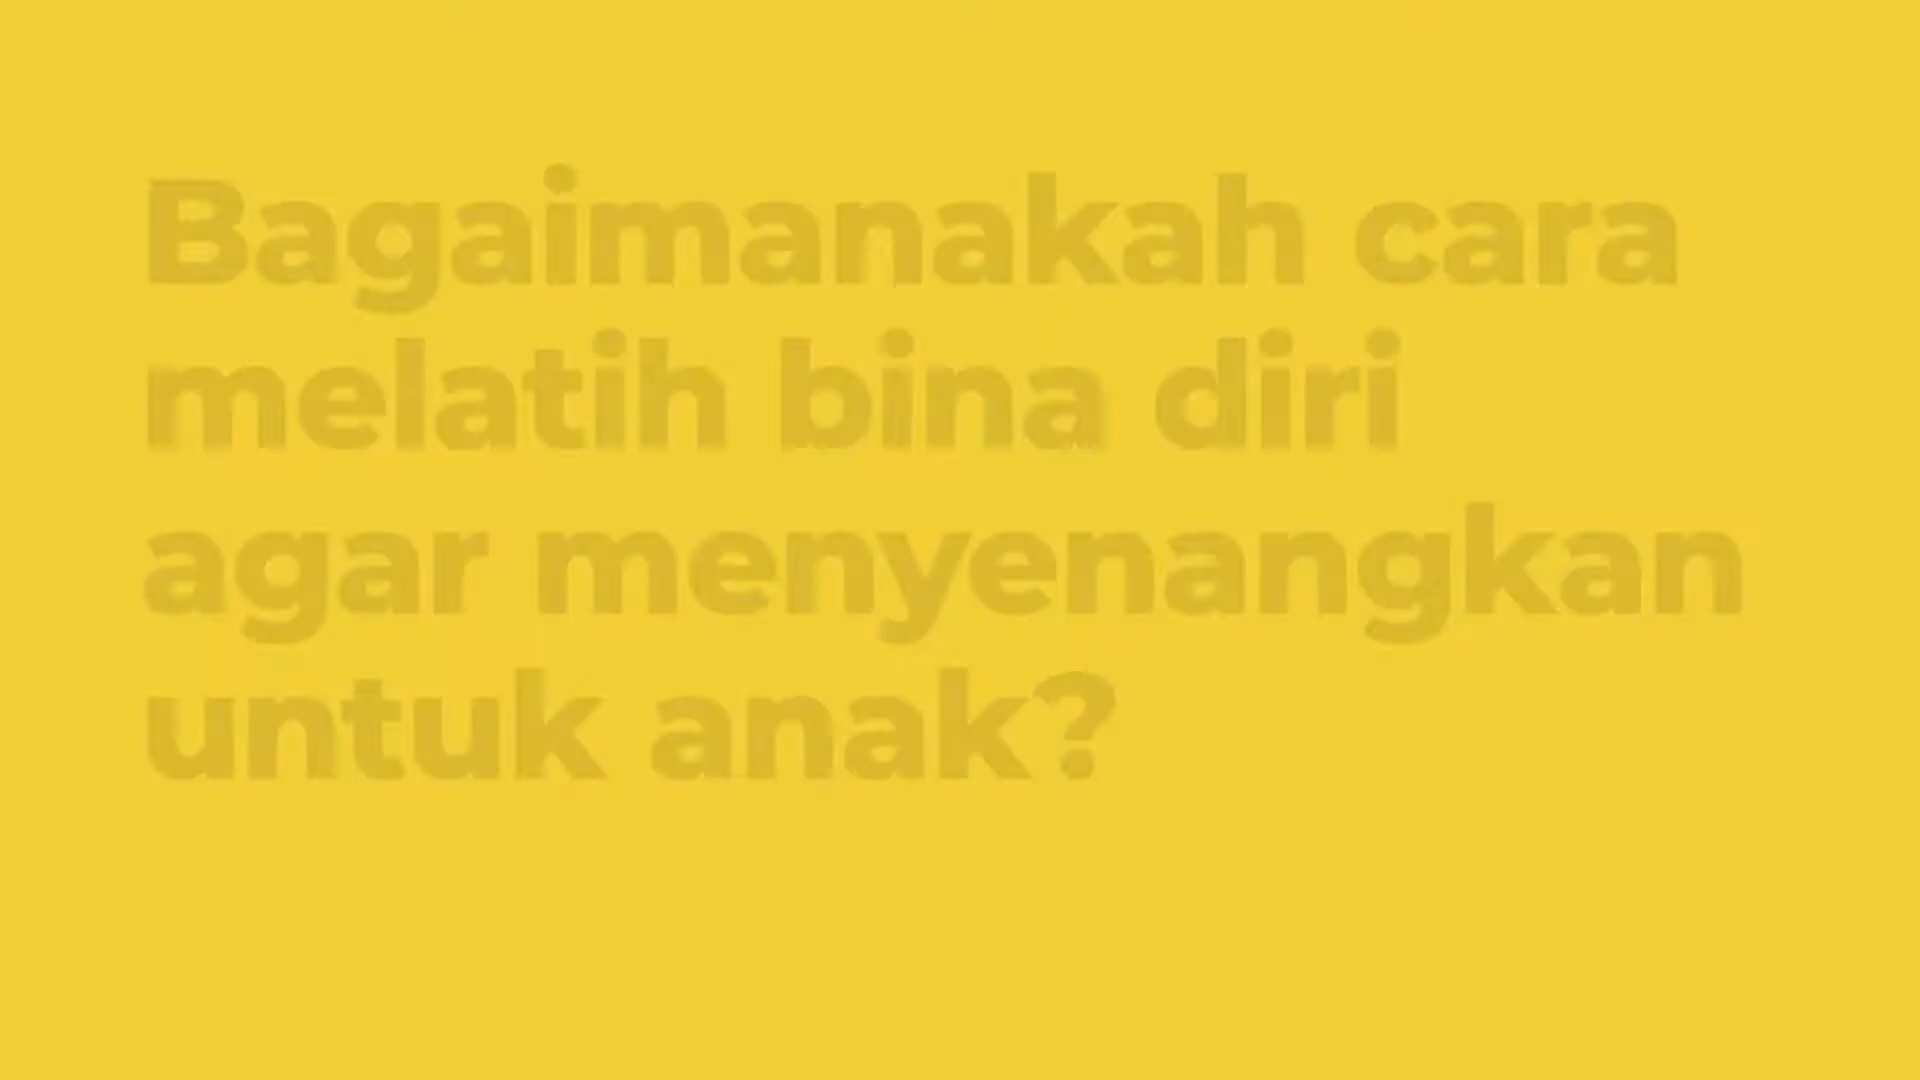 Bagaimanakah cara
melatih bina diri
agar menyenangkan
untuk anak?